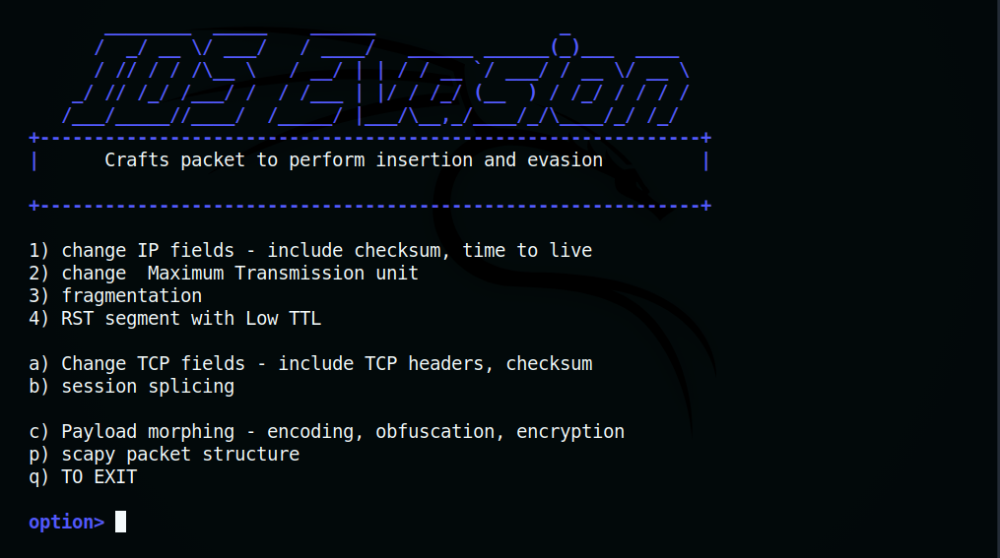 IDS Evasion
+-------------------------------------------------------------+
|      Crafts packet to perform insertion and evasion         |
+-------------------------------------------------------------+
1) change IP fields - include checksum, time to live
2) change  Maximum Transmission unit
3) fragmentation
4) RST segment with Low TTL
a) Change TCP fields - include TCP headers, checksum
b) session splicing
c) Payload morphing - encoding, obfuscation, encryption
p) scapy packet structure
q) TO EXIT
option>